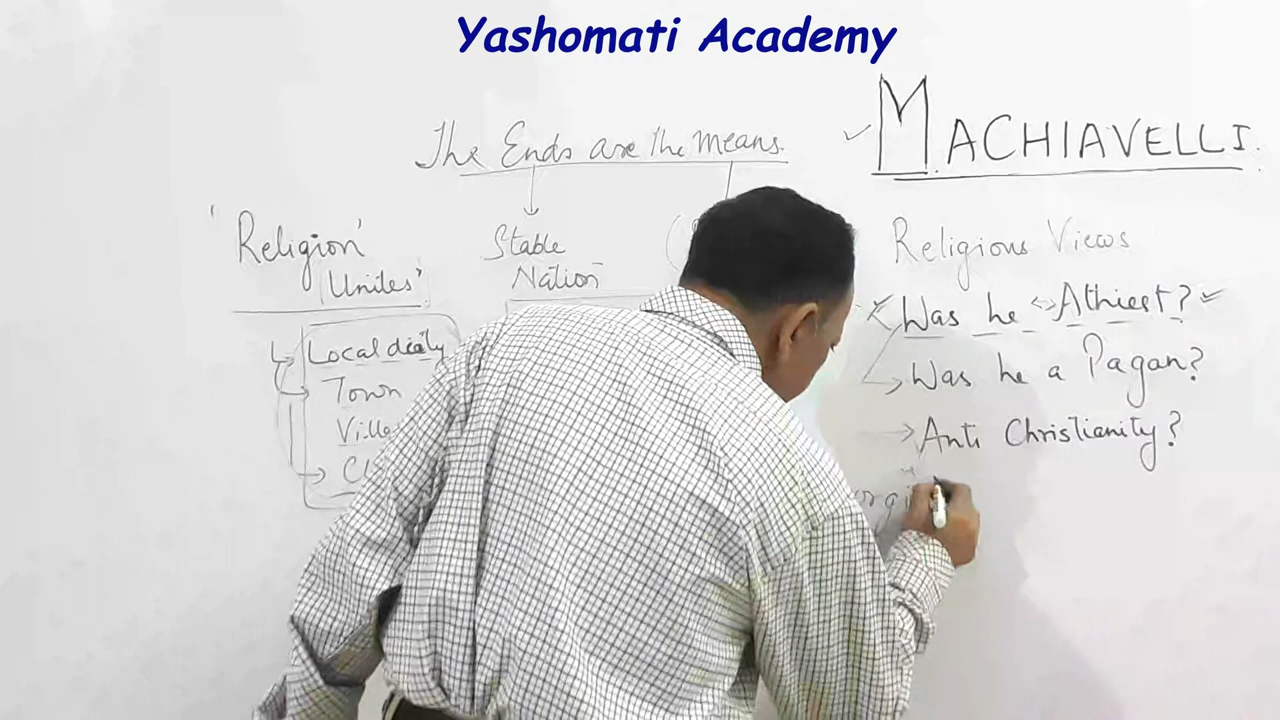 Yashomati Academy
MACHIAVELLI.
The Ends are the Means.
'Religion'
Unites'
Local diety
Town
Stable
Nation
Religious Views
Was he Athiest?
Was he a Pagan?
Anti Christianity?